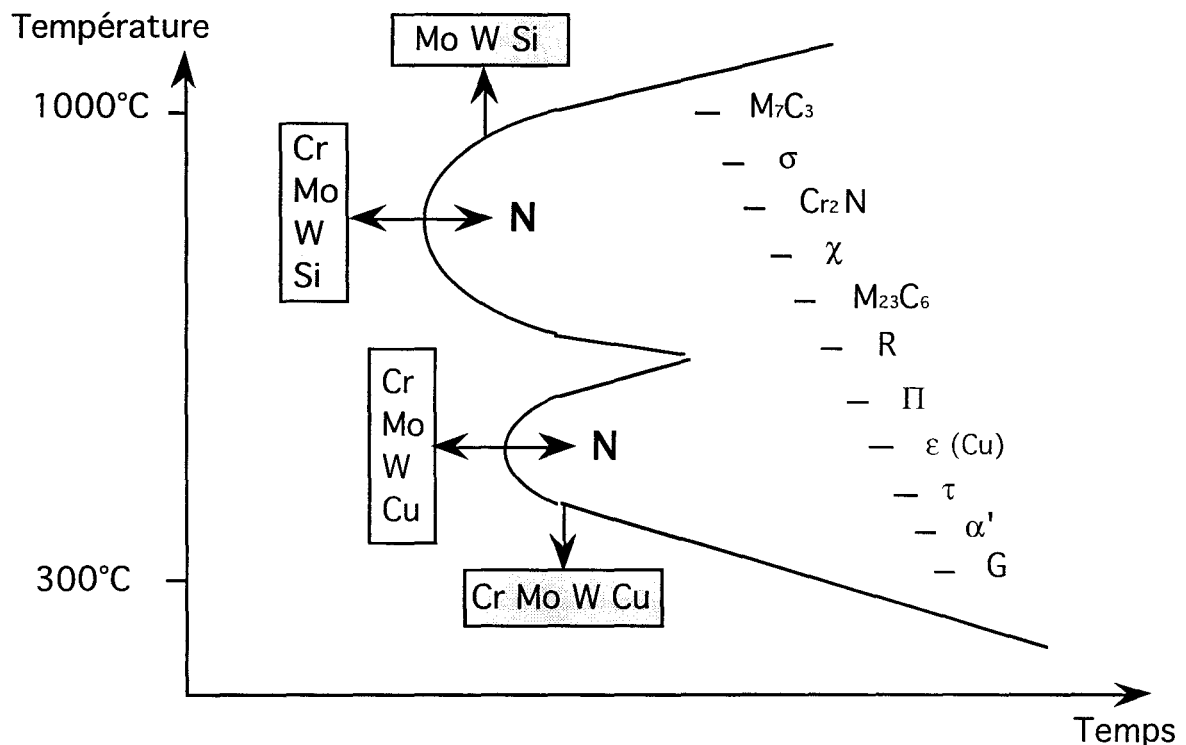 Température
Mo W Si
1000°C
M₇C₃
Cr
Mo
W
Si
σ
Cr₂N
N
χ
M₂₃C₆
R
Cr
Mo
W
Cu
Π
N
ε (Cu)
τ
α'
G
300°C
Cr Mo W Cu
Temps